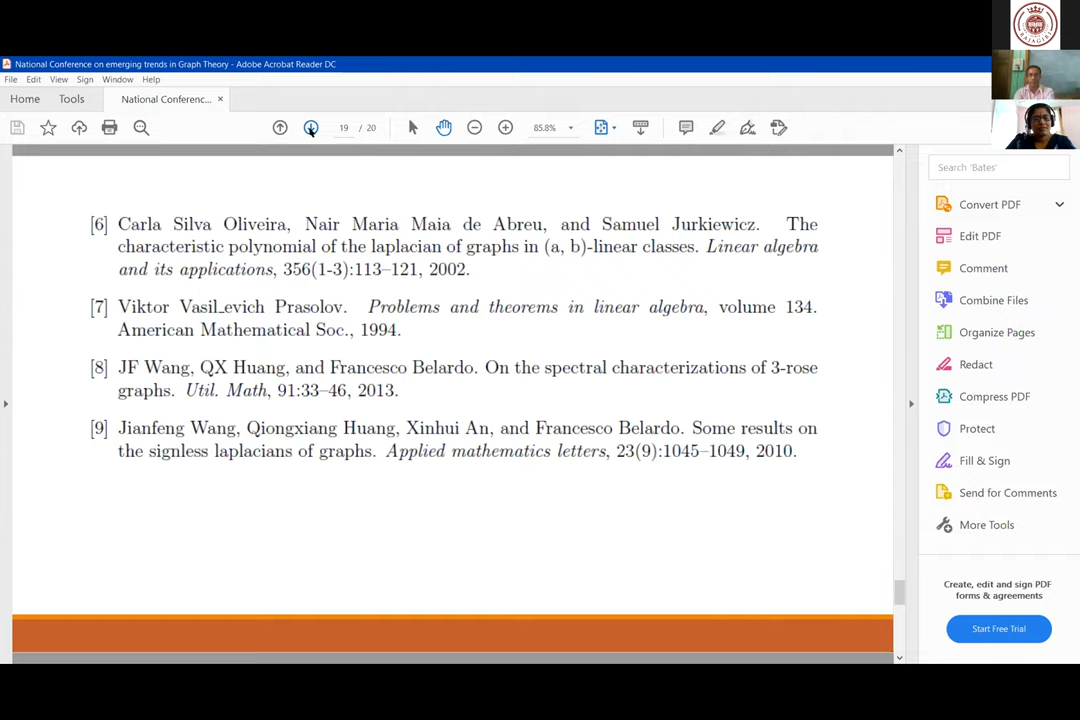 RAJAGIRI
National Conference on emerging trends in Graph Theory - Adobe Acrobat Reader DC
File Edit View Sign Window Help
Home Tools National Conferenc... ×
19 / 20 85.8%
Search 'Bates'
[6] Carla Silva Oliveira, Nair Maria Maia de Abreu, and Samuel Jurkiewicz. The
characteristic polynomial of the laplacian of graphs in (a, b)-linear classes. Linear algebra
and its applications, 356(1-3):113–121, 2002.
[7] Viktor Vasil_evich Prasolov. Problems and theorems in linear algebra, volume 134.
American Mathematical Soc., 1994.
[8] JF Wang, QX Huang, and Francesco Belardo. On the spectral characterizations of 3-rose
graphs. Util. Math, 91:33–46, 2013.
[9] Jianfeng Wang, Qiongxiang Huang, Xinhui An, and Francesco Belardo. Some results on
the signless laplacians of graphs. Applied mathematics letters, 23(9):1045–1049, 2010.
Convert PDF
Edit PDF
Comment
Combine Files
Organize Pages
Redact
Compress PDF
Protect
Fill & Sign
Send for Comments
More Tools
Create, edit and sign PDF
forms & agreements
Start Free Trial